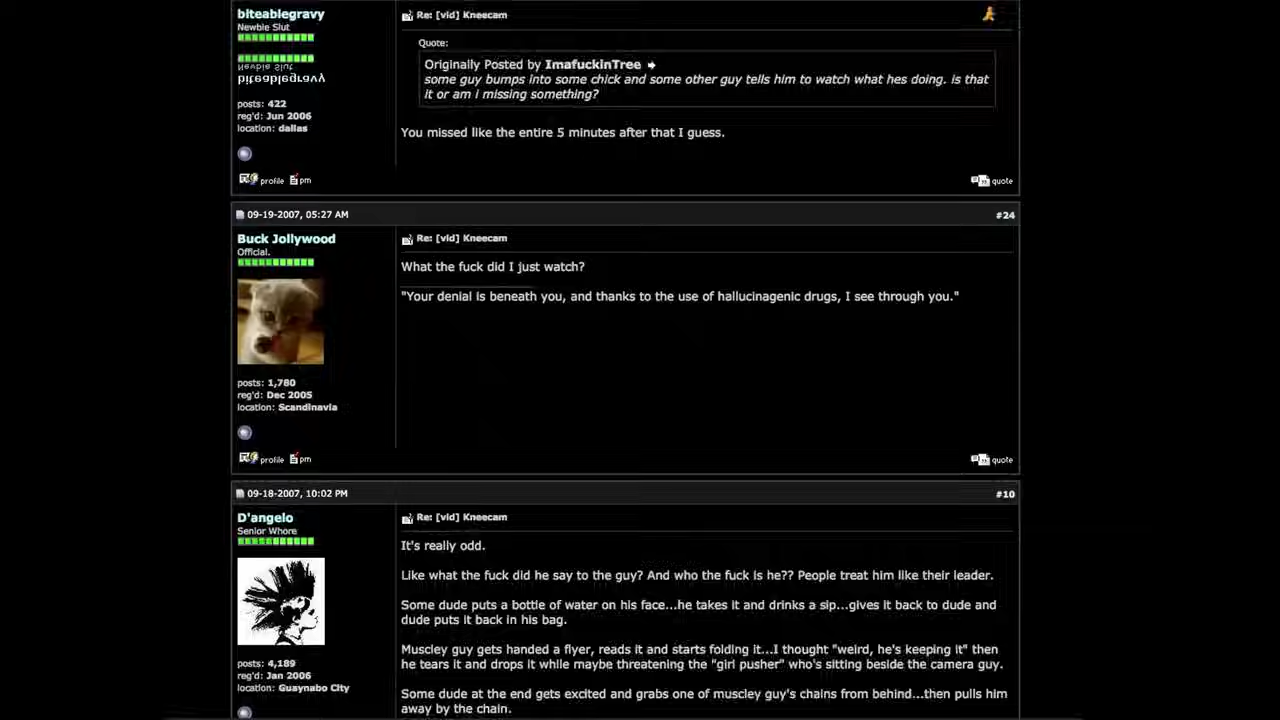 biteablegravy
Newbie Slut
Newbie Slut
biteablegravy
posts: 422
reg'd: Jun 2006
location: dallas
profile pm
Re: [vid] Kneecam
Quote:
Originally Posted by ImafuckinTree
some guy bumps into some chick and some other guy tells him to watch what hes doing. is that
it or am i missing something?
You missed like the entire 5 minutes after that I guess.
quote
09-19-2007, 05:27 AM
#24
Buck Jollywood
Official.
posts: 1,780
reg'd: Dec 2005
location: Scandinavia
profile pm
Re: [vid] Kneecam
What the fuck did I just watch?
"Your denial is beneath you, and thanks to the use of hallucinagenic drugs, I see through you."
quote
09-18-2007, 10:02 PM
#10
D'angelo
Senior Whore
posts: 4,189
reg'd: Jan 2006
location: Guaynabo City
Re: [vid] Kneecam
It's really odd.
Like what the fuck did he say to the guy? And who the fuck is he?? People treat him like their leader.
Some dude puts a bottle of water on his face...he takes it and drinks a sip...gives it back to dude and
dude puts it back in his bag.
Muscley guy gets handed a flyer, reads it and starts folding it...I thought "weird, he's keeping it" then
he tears it and drops it while maybe threatening the "girl pusher" who's sitting beside the camera guy.
Some dude at the end gets excited and grabs one of muscley guy's chains from behind...then pulls him
away by the chain.